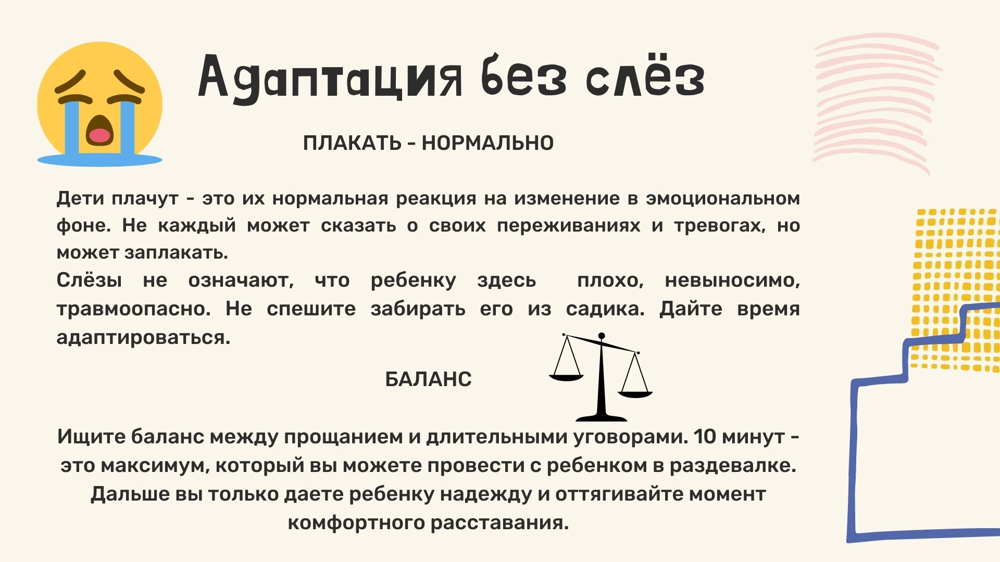 Адаптация без слёз
ПЛАКАТЬ - НОРМАЛЬНО
Дети плачут - это их нормальная реакция на изменение в эмоциональном
фоне. Не каждый может сказать о своих переживаниях и тревогах, но
может заплакать.
Слёзы не означают, что ребенку здесь плохо, невыносимо,
травмоопасно. Не спешите забирать его из садика. Дайте время
адаптироваться.
БАЛАНС
Ищите баланс между прощанием и длительными уговорами. 10 минут -
это максимум, который вы можете провести с ребенком в раздевалке.
Дальше вы только даете ребенку надежду и оттягивайте момент
комфортного расставания.